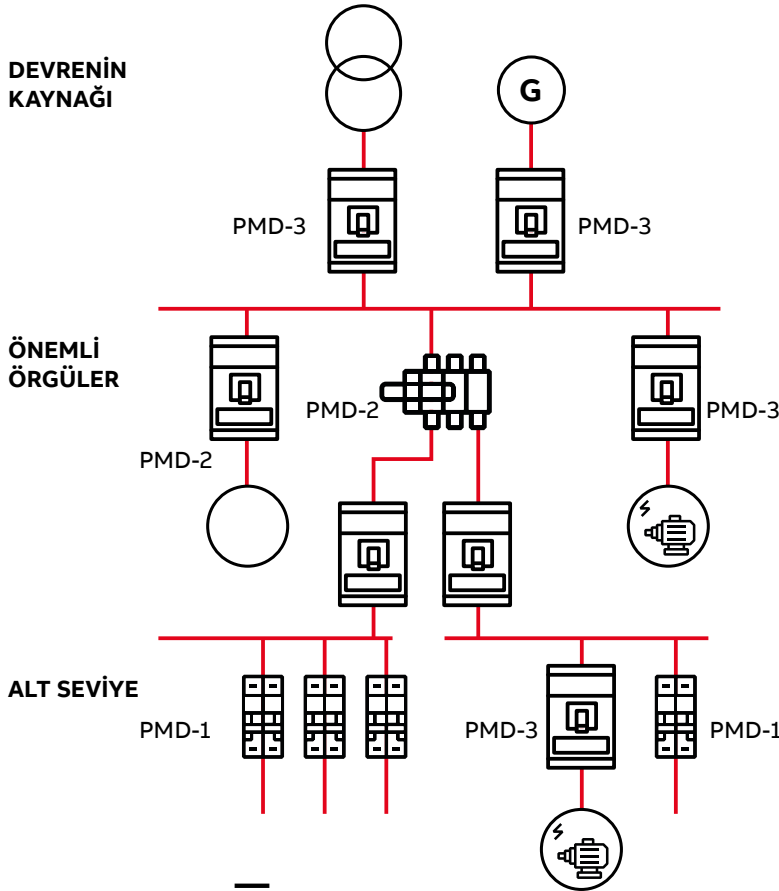 DEVRENİN
KAYNAĞI
G
PMD-3
PMD-3
ÖNEMLİ
ÖRGÜLER
PMD-2
PMD-3
PMD-2
ALT SEVİYE
PMD-1
PMD-3
PMD-1